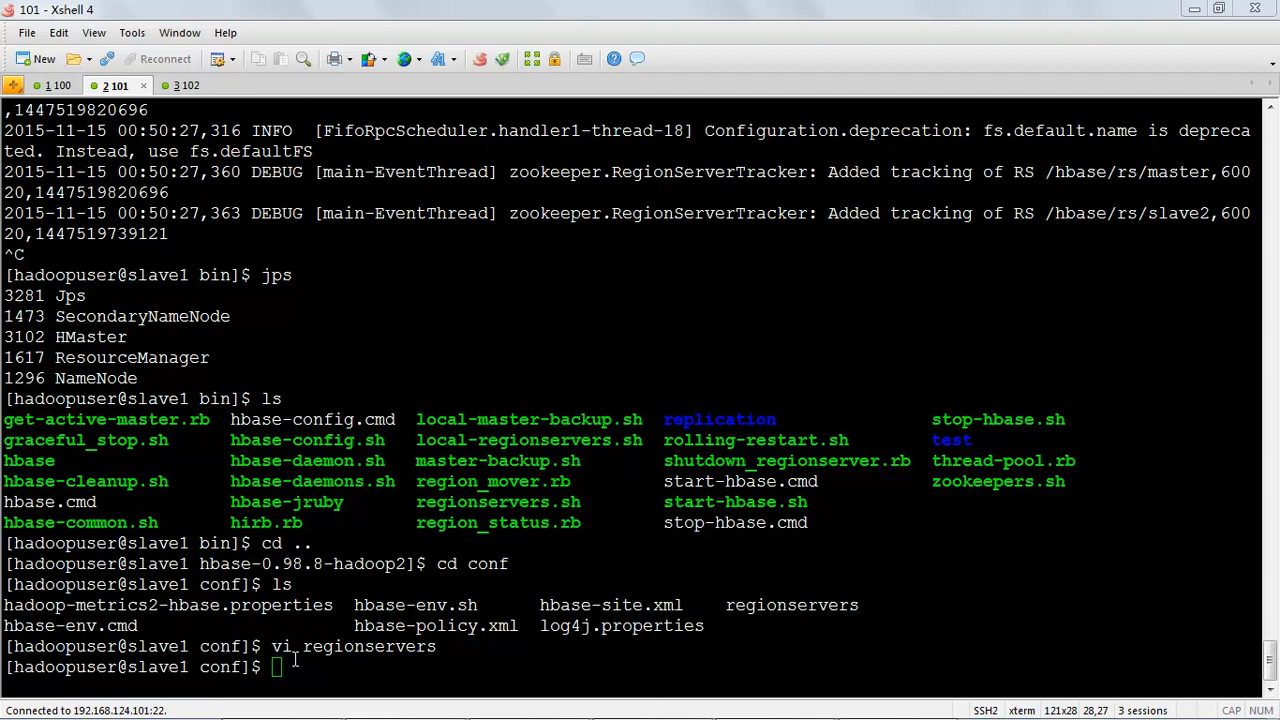 101 - Xshell 4
File Edit View Tools Window Help
New Reconnect
1 100 2 101 3 102
,1447519820696
2015-11-15 00:50:27,316 INFO  [FifoRpcScheduler.handler1-thread-18] Configuration.deprecation: fs.default.name is depreca
ted. Instead, use fs.defaultFS
2015-11-15 00:50:27,360 DEBUG [main-EventThread] zookeeper.RegionServerTracker: Added tracking of RS /hbase/rs/master,600
20,1447519820696
2015-11-15 00:50:27,363 DEBUG [main-EventThread] zookeeper.RegionServerTracker: Added tracking of RS /hbase/rs/slave2,600
20,1447519739121
^C
[hadoopuser@slave1 bin]$ jps
3281 Jps
1473 SecondaryNameNode
3102 HMaster
1617 ResourceManager
1296 NameNode
[hadoopuser@slave1 bin]$ ls
get-active-master.rb  hbase-config.cmd  local-master-backup.sh  replication  stop-hbase.sh
graceful_stop.sh  hbase-config.sh  local-regionservers.sh  rolling-restart.sh  test
hbase  hbase-daemon.sh  master-backup.sh  shutdown_regionserver.rb  thread-pool.rb
hbase-cleanup.sh  hbase-daemons.sh  region_mover.rb  start-hbase.cmd  zookeepers.sh
hbase.cmd  hbase-jruby  regionservers.sh  start-hbase.sh
hbase-common.sh  hirb.rb  region_status.rb  stop-hbase.cmd
[hadoopuser@slave1 bin]$ cd ..
[hadoopuser@slave1 hbase-0.98.8-hadoop2]$ cd conf
[hadoopuser@slave1 conf]$ ls
hadoop-metrics2-hbase.properties  hbase-env.sh  hbase-site.xml  regionservers
hbase-env.cmd  hbase-policy.xml  log4j.properties
[hadoopuser@slave1 conf]$ vi regionservers
[hadoopuser@slave1 conf]$
Connected to 192.168.124.101:22. SSH2 xterm 121x28 28,27 3 sessions CAP NUM